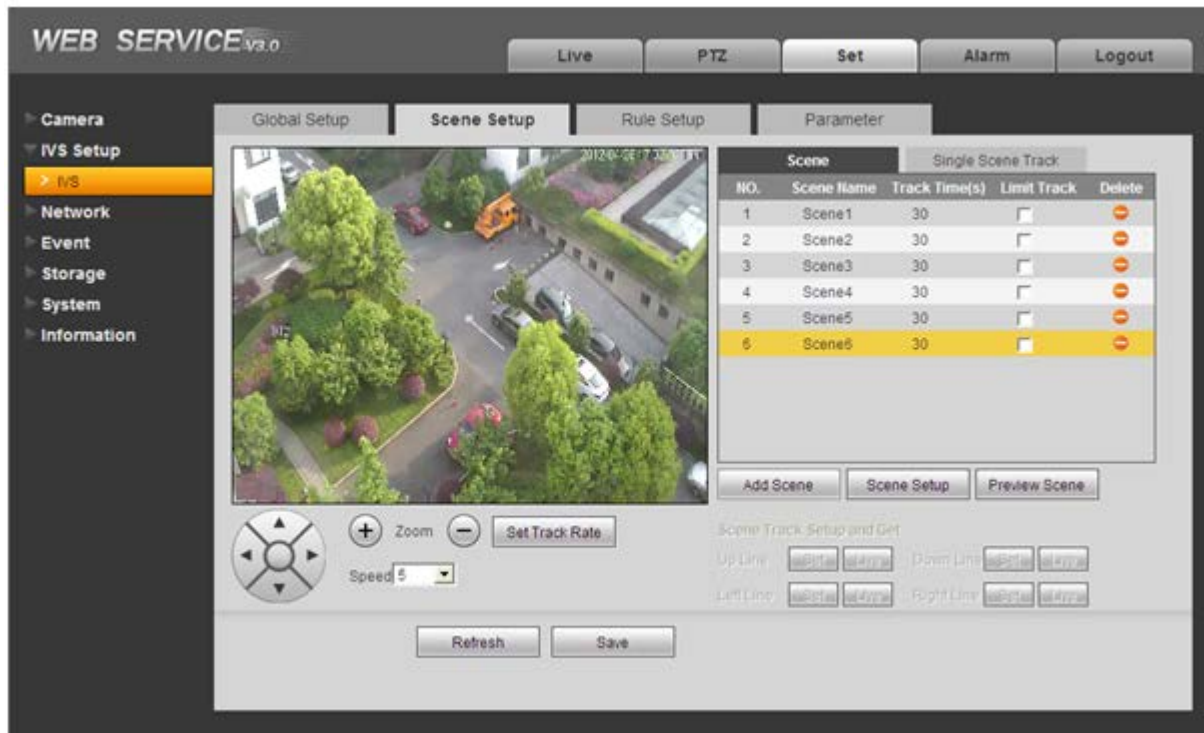 WEB SERVICE V3.0
Live PTZ Set Alarm Logout
Camera
IVS Setup
> IVS
Network
Event
Storage
System
Information
Global Setup Scene Setup Rule Setup Parameter
Scene Single Scene Track
NO. Scene Name Track Time(s) Limit Track Delete
1 Scene1 30
2 Scene2 30
3 Scene3 30
4 Scene4 30
5 Scene5 30
6 Scene6 30
Add Scene Scene Setup Preview Scene
Zoom Set Track Rate
Speed 5
Scene Track Setup and Get
Up Line Down Line
Left Line Right Line
Refresh Save